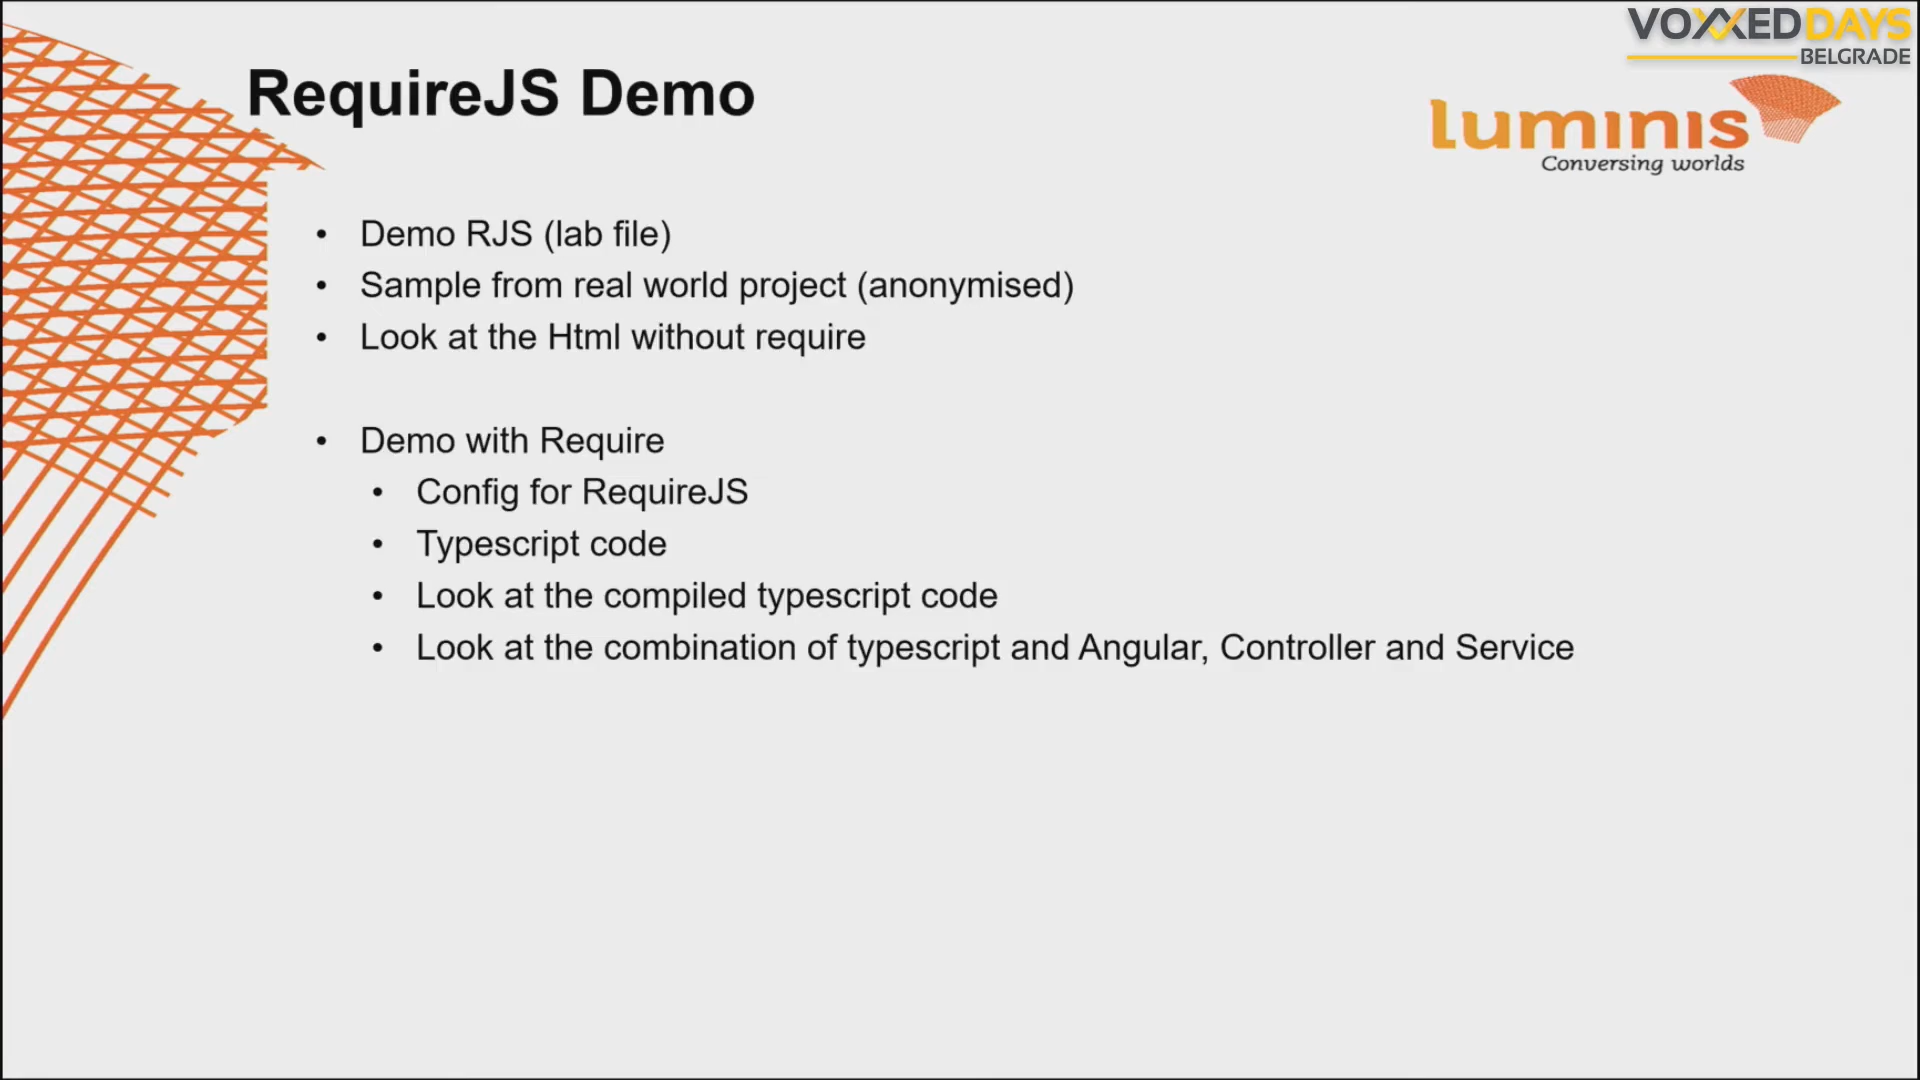 VOXXED DAYS
BELGRADE
RequireJS Demo
luminis
Conversing worlds
• Demo RJS (lab file)
• Sample from real world project (anonymised)
• Look at the Html without require
• Demo with Require
• Config for RequireJS
• Typescript code
• Look at the compiled typescript code
• Look at the combination of typescript and Angular, Controller and Service